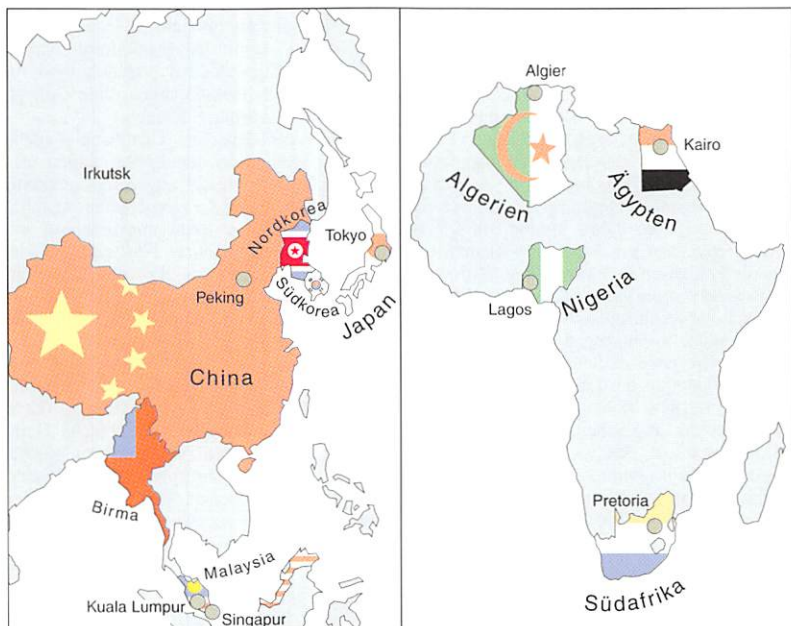 Irkutsk
Nordkorea
Tokyo
Peking
Südkorea
Japan
China
Birma
Malaysia
Kuala Lumpur
Singapur
Algier
Kairo
Algerien
Ägypten
Lagos
Nigeria
Pretoria
Südafrika